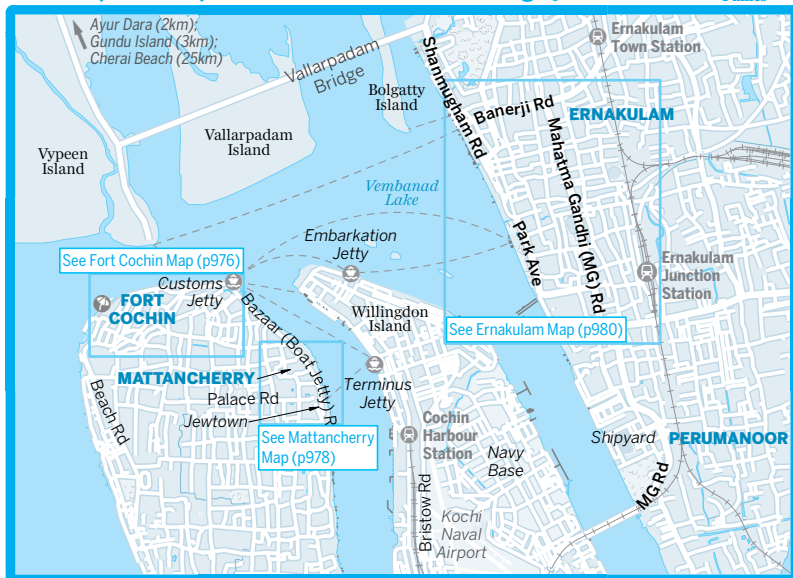 Ayur Dara (2km);
Gundu Island (3km);
Cherai Beach (25km)
Ernakulam
Town Station
Vallarpadam
Bridge
Shanmugham Rd
Bolgatty
Island
Banerji Rd
ERNAKULAM
Vallarpadam
Island
Mahatma Gandhi (MG) Rd
Vypeen
Island
Vembanad
Lake
Park Ave
Embarkation
Jetty
See Fort Cochin Map (p976)
Ernakulam
Junction
Station
Customs
Jetty
FORT
COCHIN
Bazaar (Boat Jetty) R
Willingdon
Island
See Ernakulam Map (p980)
MATTANCHERRY
Terminus
Jetty
Beach Rd
Palace Rd
Jewtown
Cochin
Harbour
Station
See Mattancherry
Map (p978)
Shipyard
PERUMANOOR
Navy
Base
MG Rd
Bristow Rd
Kochi
Naval
Airport